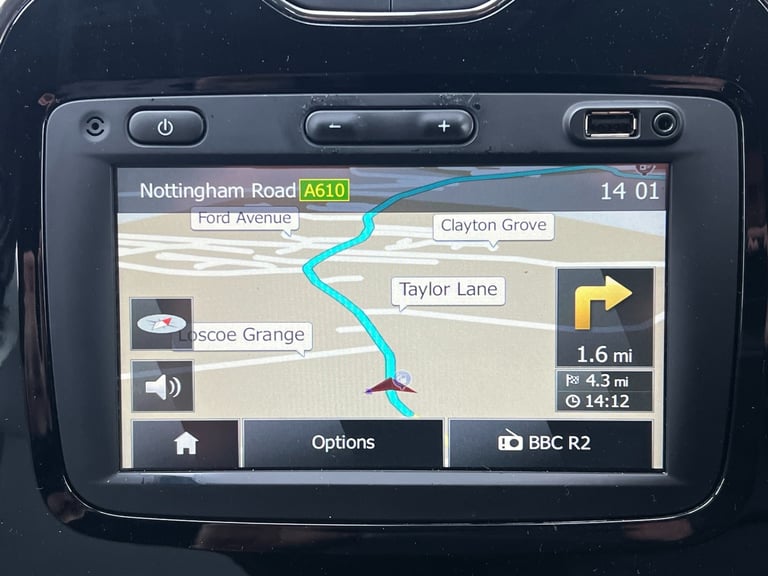 Nottingham Road A610
14 01
Ford Avenue
Clayton Grove
Taylor Lane
Loscoe Grange
1.6 mi
4.3 mi
14:12
Options
BBC R2